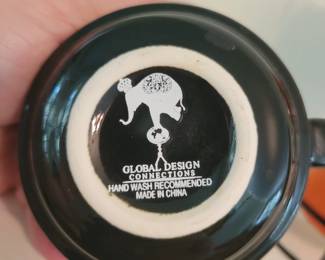 GLOBAL DESIGN
CONNECTIONS
HAND WASH RECOMMENDED
MADE IN CHINA